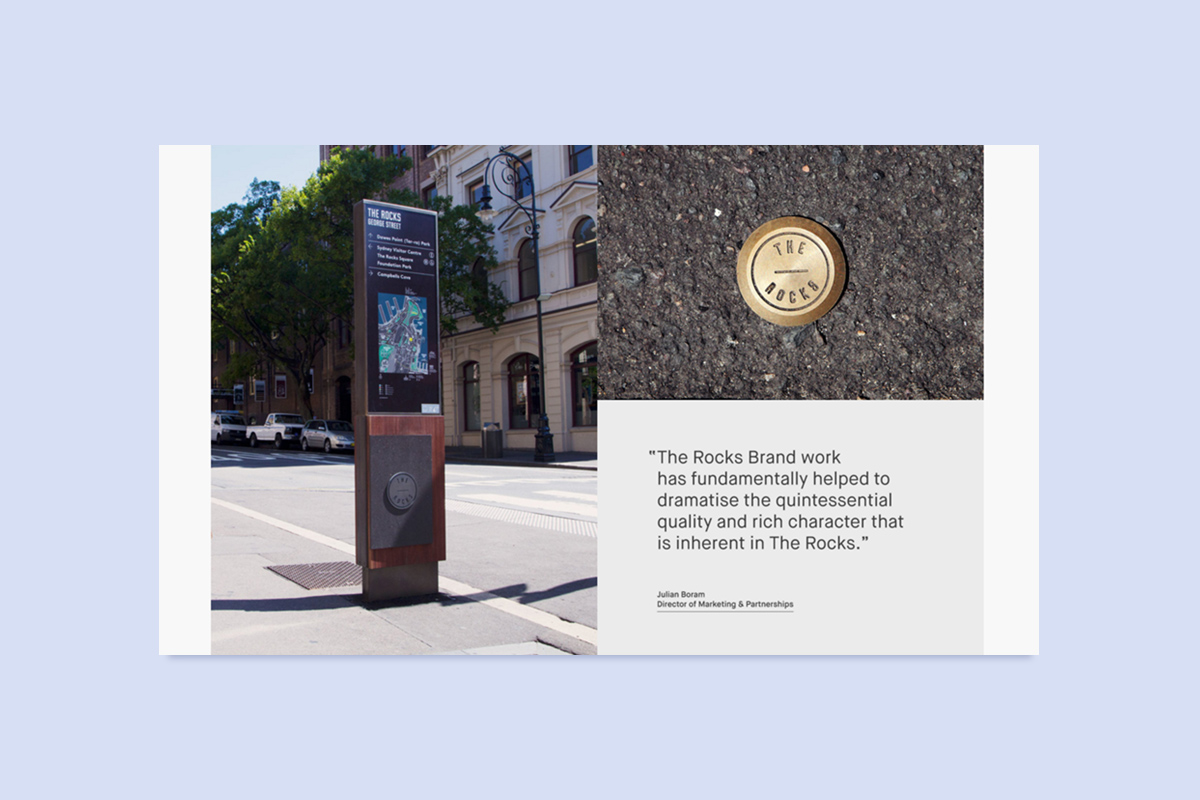 THE ROCKS
GEORGE STREET
Dawes Point (Tar-ra) Park
Sydney Visitor Centre
The Rocks Square
Foundation Park
Campbells Cove
THE
ROCKS
THE
ROCKS
“The Rocks Brand work
has fundamentally helped to
dramatise the quintessential
quality and rich character that
is inherent in The Rocks.”
Julian Boram
Director of Marketing & Partnerships